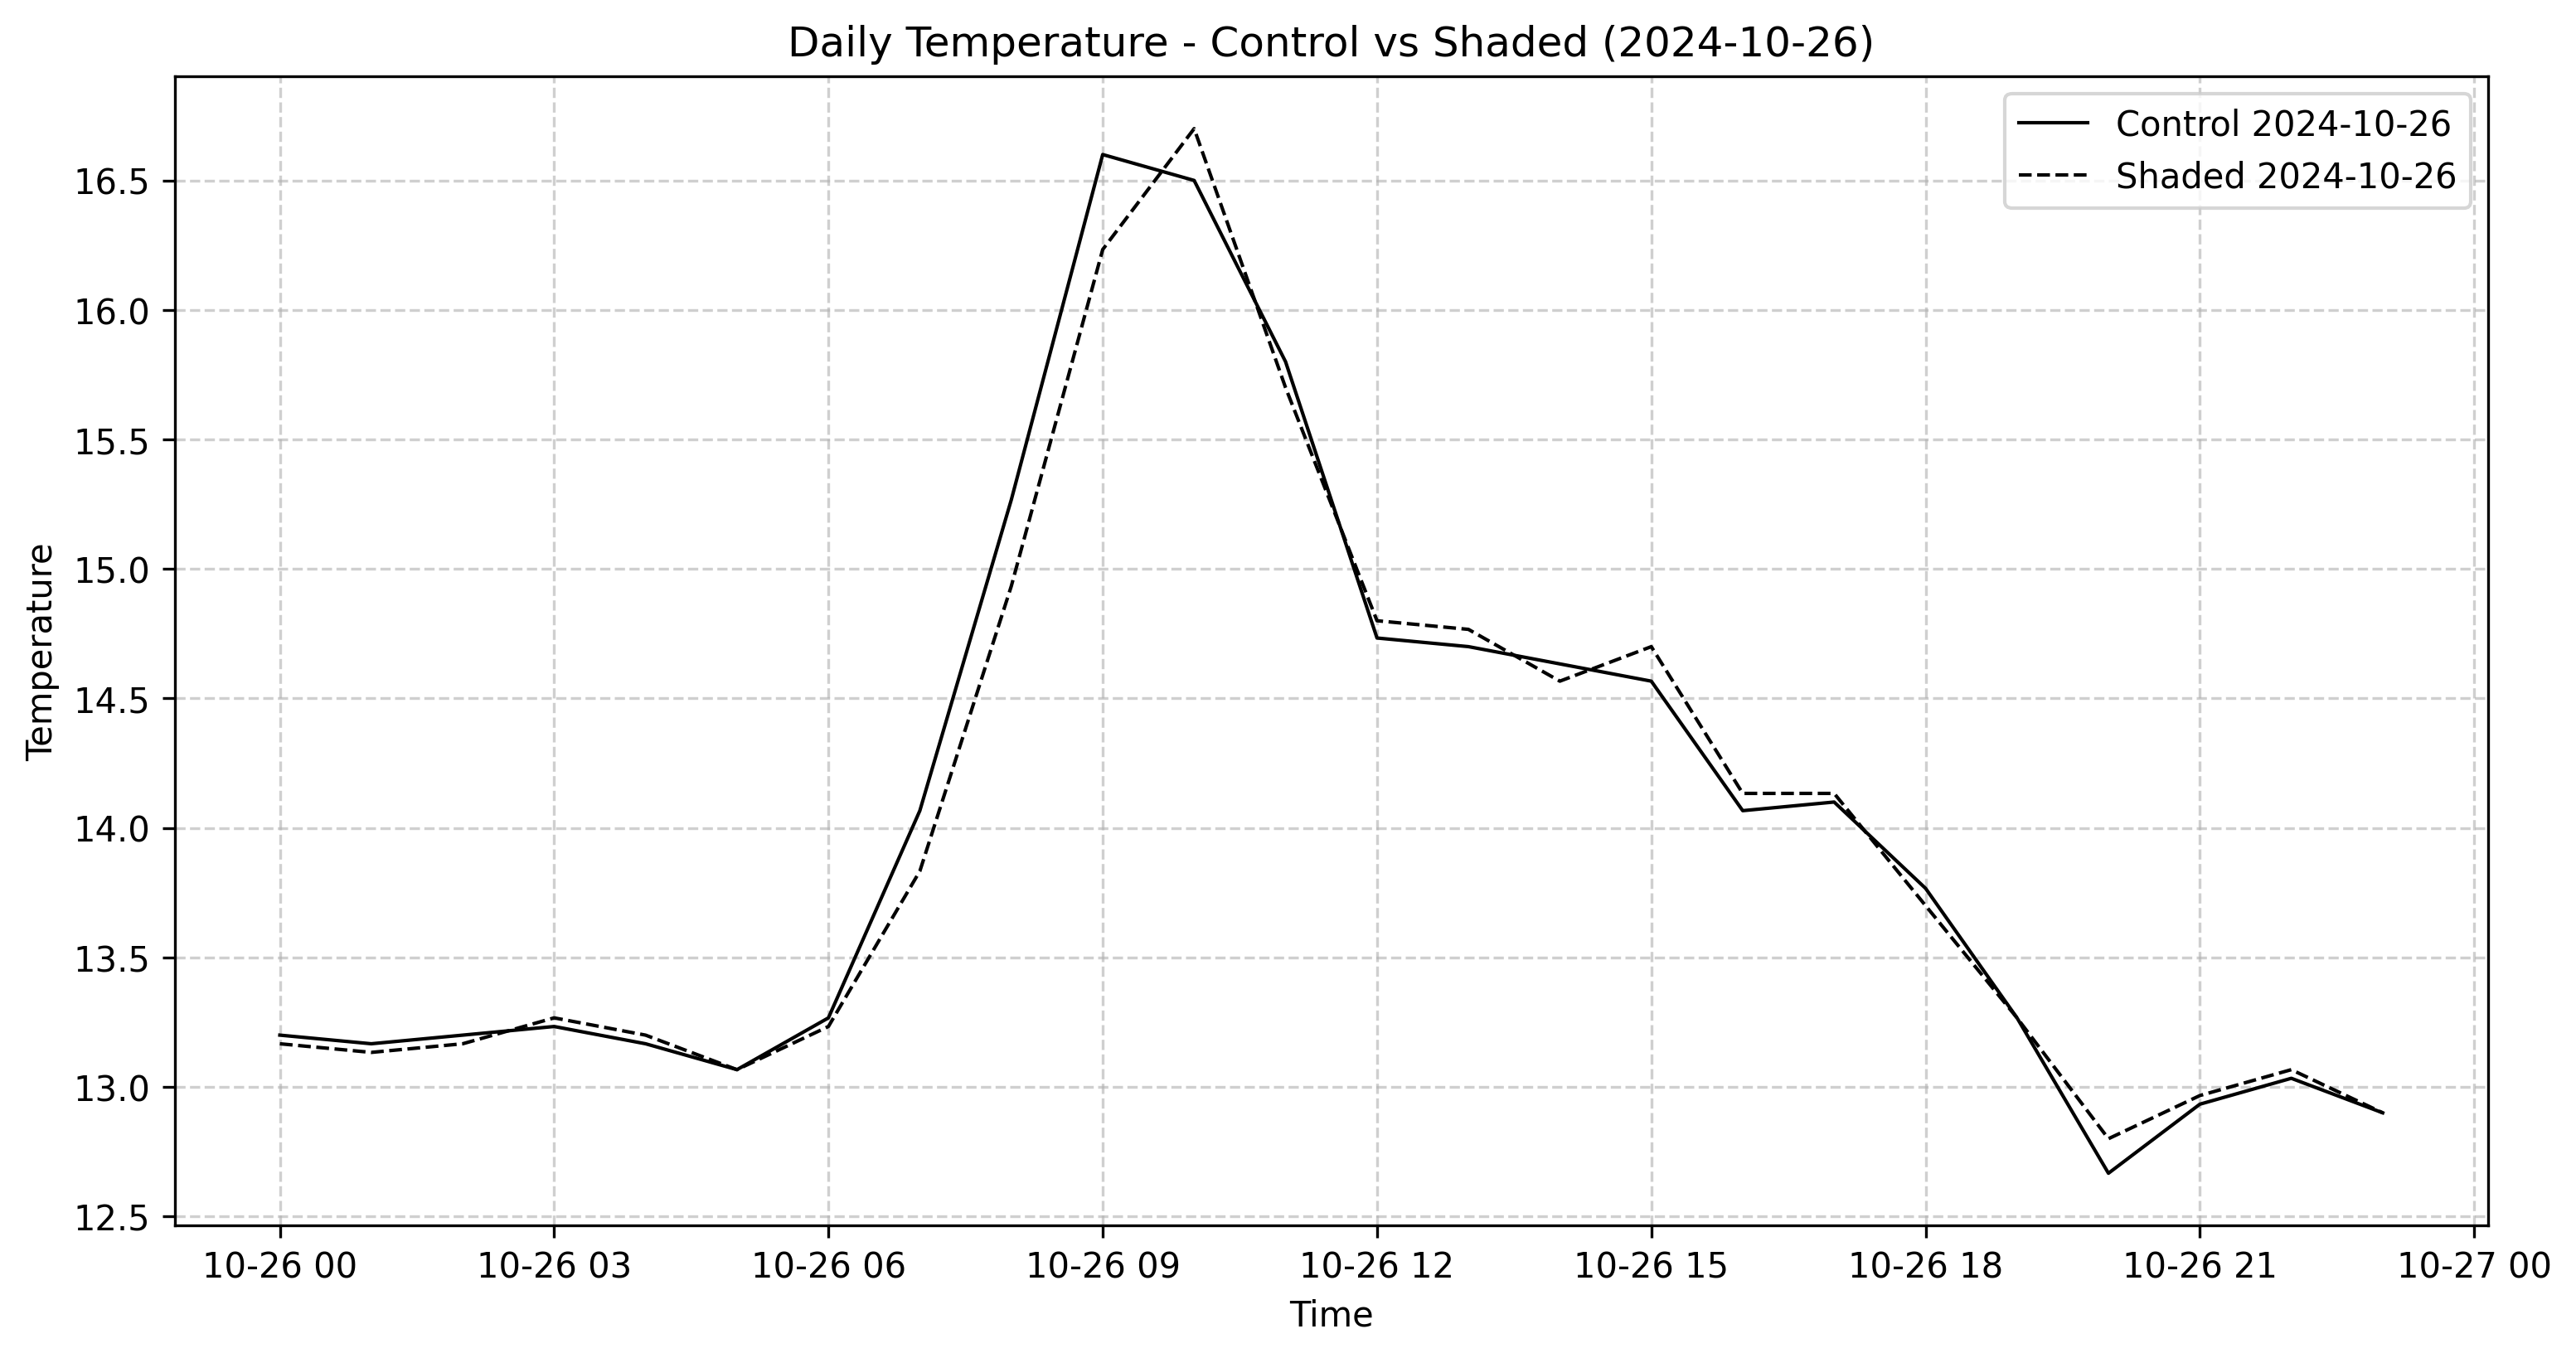 Daily Temperature - Control vs Shaded (2024-10-26)
Control 2024-10-26
Shaded 2024-10-26
Temperature
16.5
16.0
15.5
15.0
14.5
14.0
13.5
13.0
12.5
10-26 00 10-26 03 10-26 06 10-26 09 10-26 12 10-26 15 10-26 18 10-26 21 10-27 00
Time